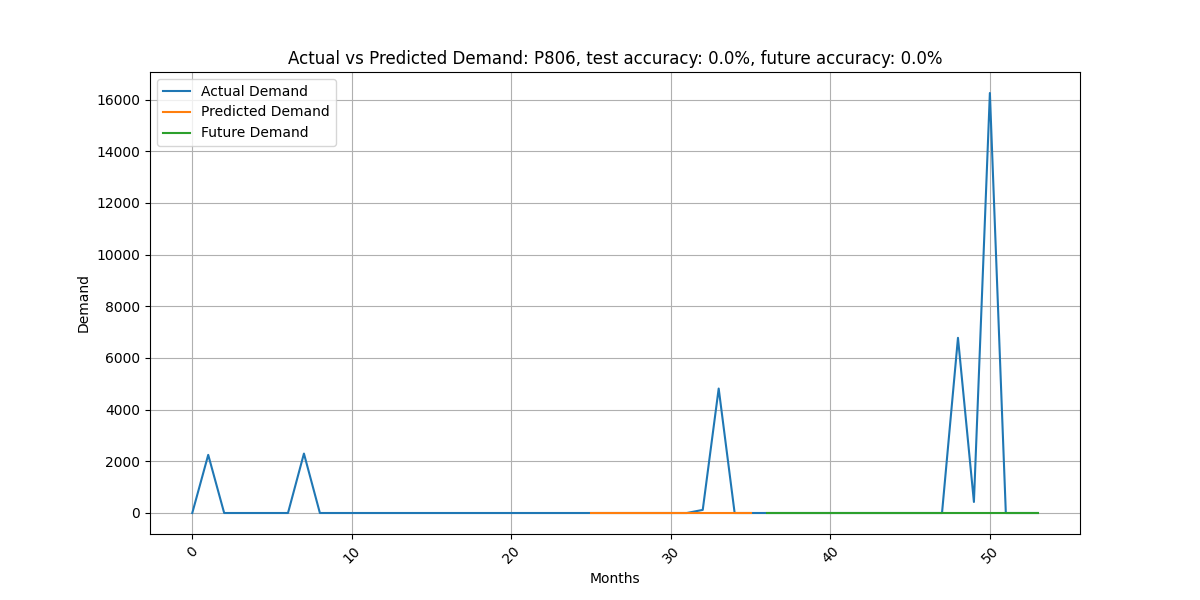 Actual vs Predicted Demand: P806, test accuracy: 0.0%, future accuracy: 0.0%
Actual Demand
Predicted Demand
Future Demand
16000
14000
12000
10000
8000
6000
4000
2000
0
Demand
0
10
20
30
40
50
Months